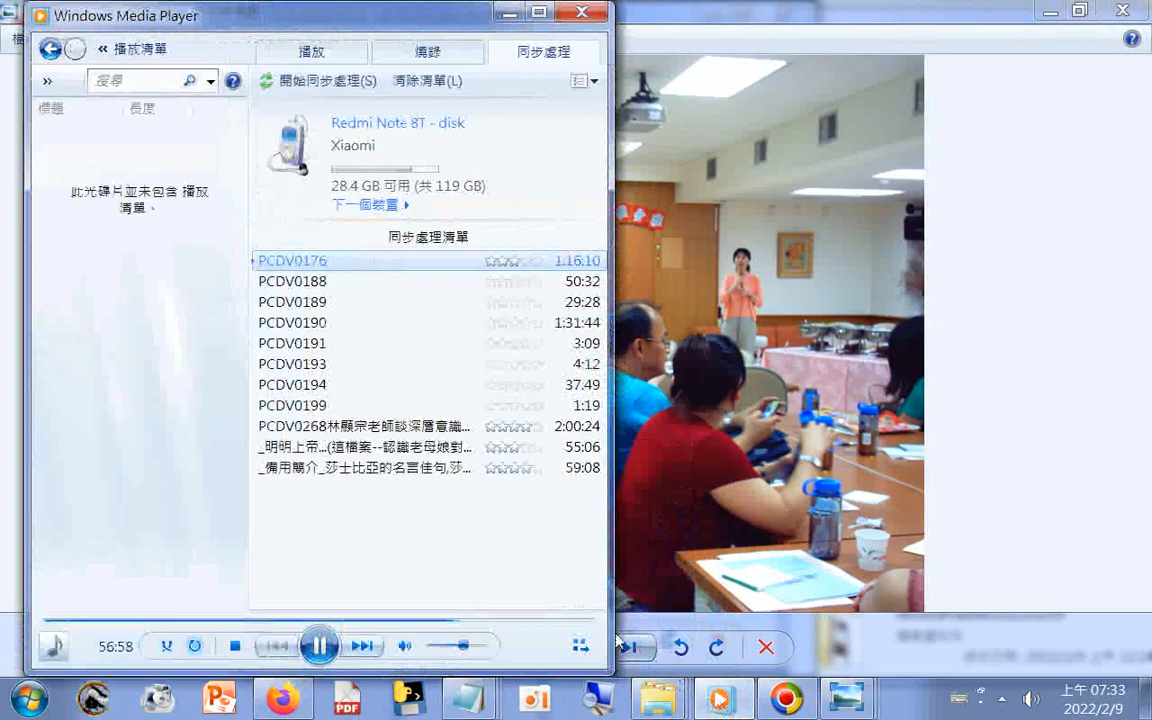 Windows Media Player
播放清單
播放
燒錄
同步處理
搜尋
開始同步處理(S)
清除清單(L)
標題
長度
Redmi Note 8T - disk
Xiaomi
28.4 GB 可用 (共 119 GB)
下一個裝置
此光碟片並未包含 播放
清單。
同步處理清單
PCDV0176 1:16:10
PCDV0188 50:32
PCDV0189 29:28
PCDV0190 1:31:44
PCDV0191 3:09
PCDV0193 4:12
PCDV0194 37:49
PCDV0199 1:19
PCDV0268林顯宗老師談深層意識... 2:00:24
_明明上帝...(這檔案--認識老母娘對... 55:06
_備用簡介_莎士比亞的名言佳句,莎... 59:08
56:58
PDF
上午 07:33
2022/2/9